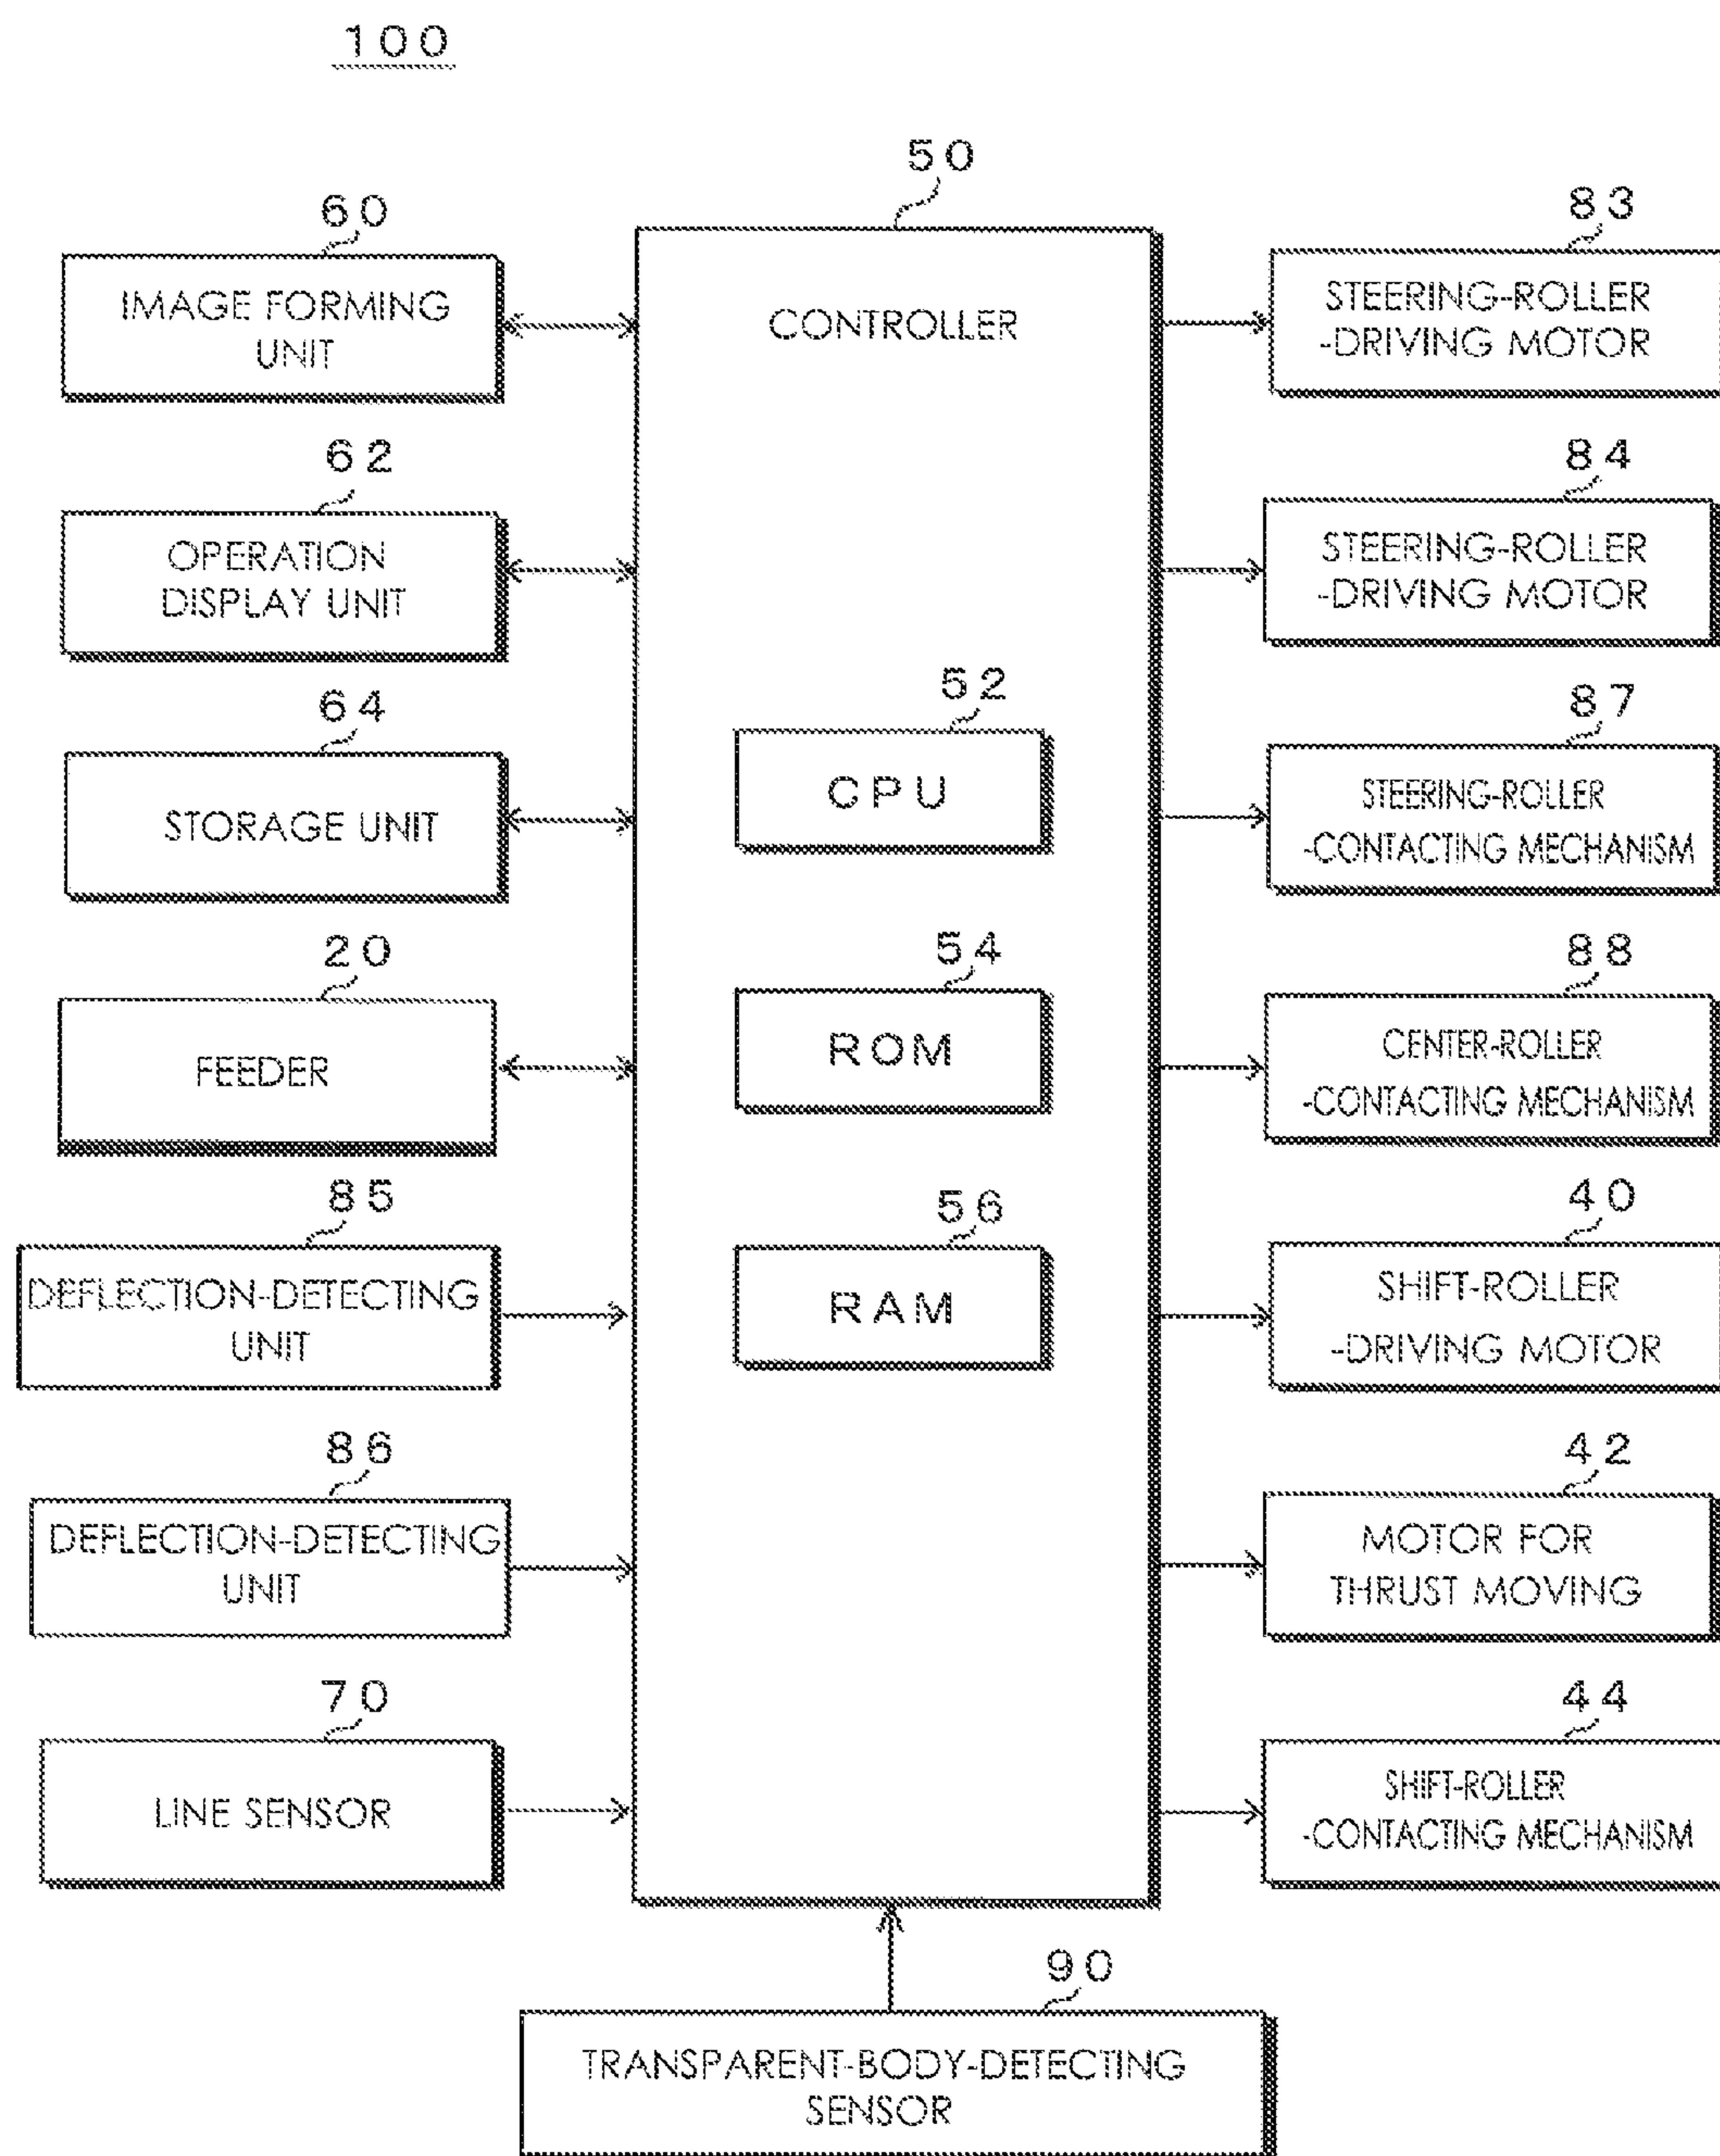 100
50
60
IMAGE FORMING
UNIT
62
OPERATION
DISPLAY UNIT
64
STORAGE UNIT
20
FEEDER
85
DEFLECTION-DETECTING
UNIT
86
DEFLECTION-DETECTING
UNIT
70
LINE SENSOR
CONTROLLER
52
CPU
54
ROM
56
RAM
83
STEERING-ROLLER
-DRIVING MOTOR
84
STEERING-ROLLER
-DRIVING MOTOR
87
STEERING-ROLLER
-CONTACTING MECHANISM
88
CENTER-ROLLER
-CONTACTING MECHANISM
40
SHIFT-ROLLER
-DRIVING MOTOR
42
MOTOR FOR
THRUST MOVING
44
SHIFT-ROLLER
-CONTACTING MECHANISM
90
TRANSPARENT-BODY-DETECTING
SENSOR